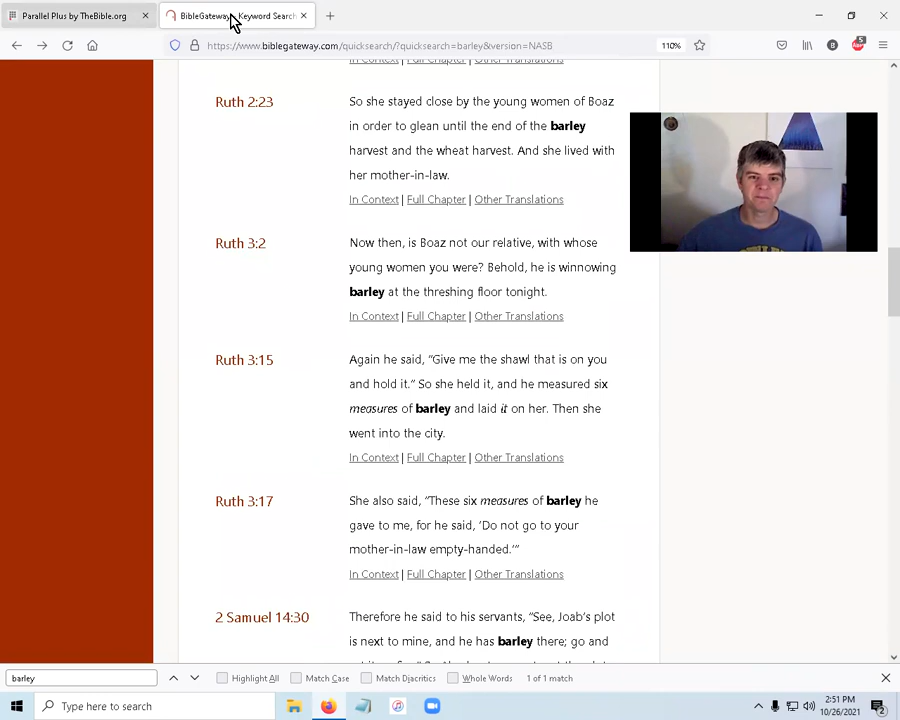 Parallel Plus by TheBible.org
BibleGateway - Keyword Search
https://www.biblegateway.com/quicksearch/?quicksearch=barley&version=NASB
110%
In Context | Full Chapter | Other Translations
Ruth 2:23
So she stayed close by the young women of Boaz
in order to glean until the end of the barley
harvest and the wheat harvest. And she lived with
her mother-in-law.
In Context | Full Chapter | Other Translations
Ruth 3:2
Now then, is Boaz not our relative, with whose
young women you were? Behold, he is winnowing
barley at the threshing floor tonight.
In Context | Full Chapter | Other Translations
Ruth 3:15
Again he said, “Give me the shawl that is on you
and hold it.” So she held it, and he measured six
measures of barley and laid it on her. Then she
went into the city.
In Context | Full Chapter | Other Translations
Ruth 3:17
She also said, “These six measures of barley he
gave to me, for he said, ‘Do not go to your
mother-in-law empty-handed.’”
In Context | Full Chapter | Other Translations
2 Samuel 14:30
Therefore he said to his servants, “See, Joab’s plot
is next to mine, and he has barley there; go and
barley
Highlight All
Match Case
Match Diacritics
Whole Words
1 of 1 match
Type here to search
2:51 PM
10/26/2021